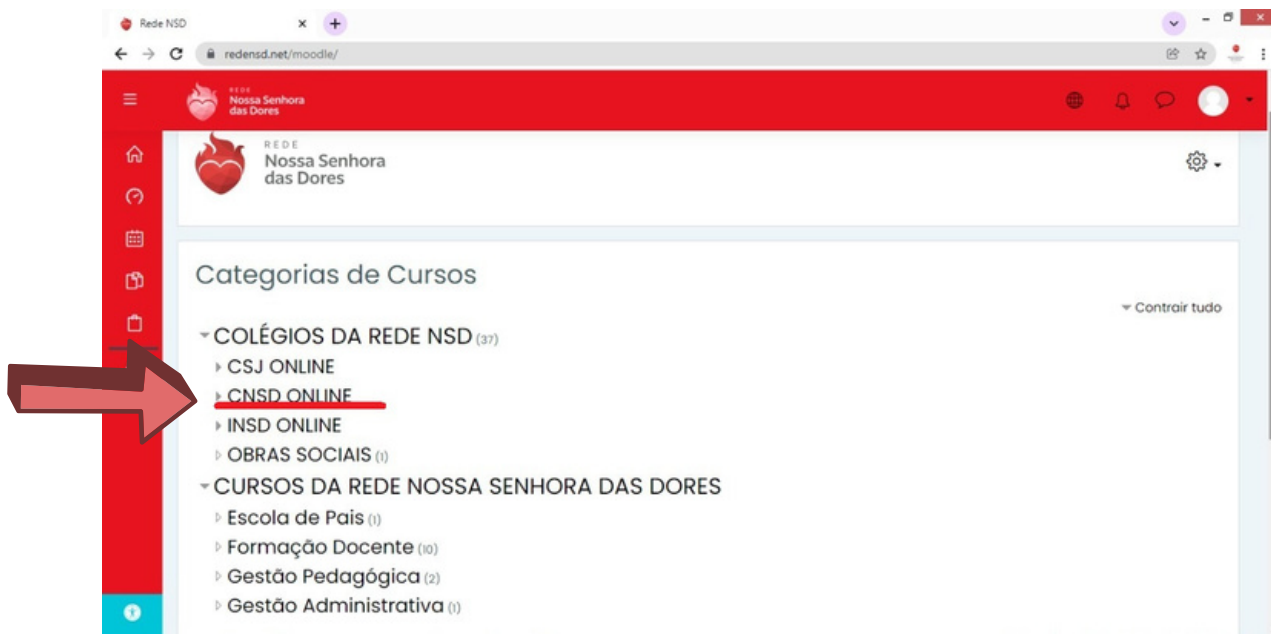 Rede NSD
redensd.net/moodle/
REDE
Nossa Senhora
das Dores
REDE
Nossa Senhora
das Dores
Categorias de Cursos
Contrair tudo
COLÉGIOS DA REDE NSD (37)
CSJ ONLINE
CNSD ONLINE
INSD ONLINE
OBRAS SOCIAIS (1)
CURSOS DA REDE NOSSA SENHORA DAS DORES
Escola de Pais (1)
Formação Docente (10)
Gestão Pedagógica (2)
Gestão Administrativa (1)